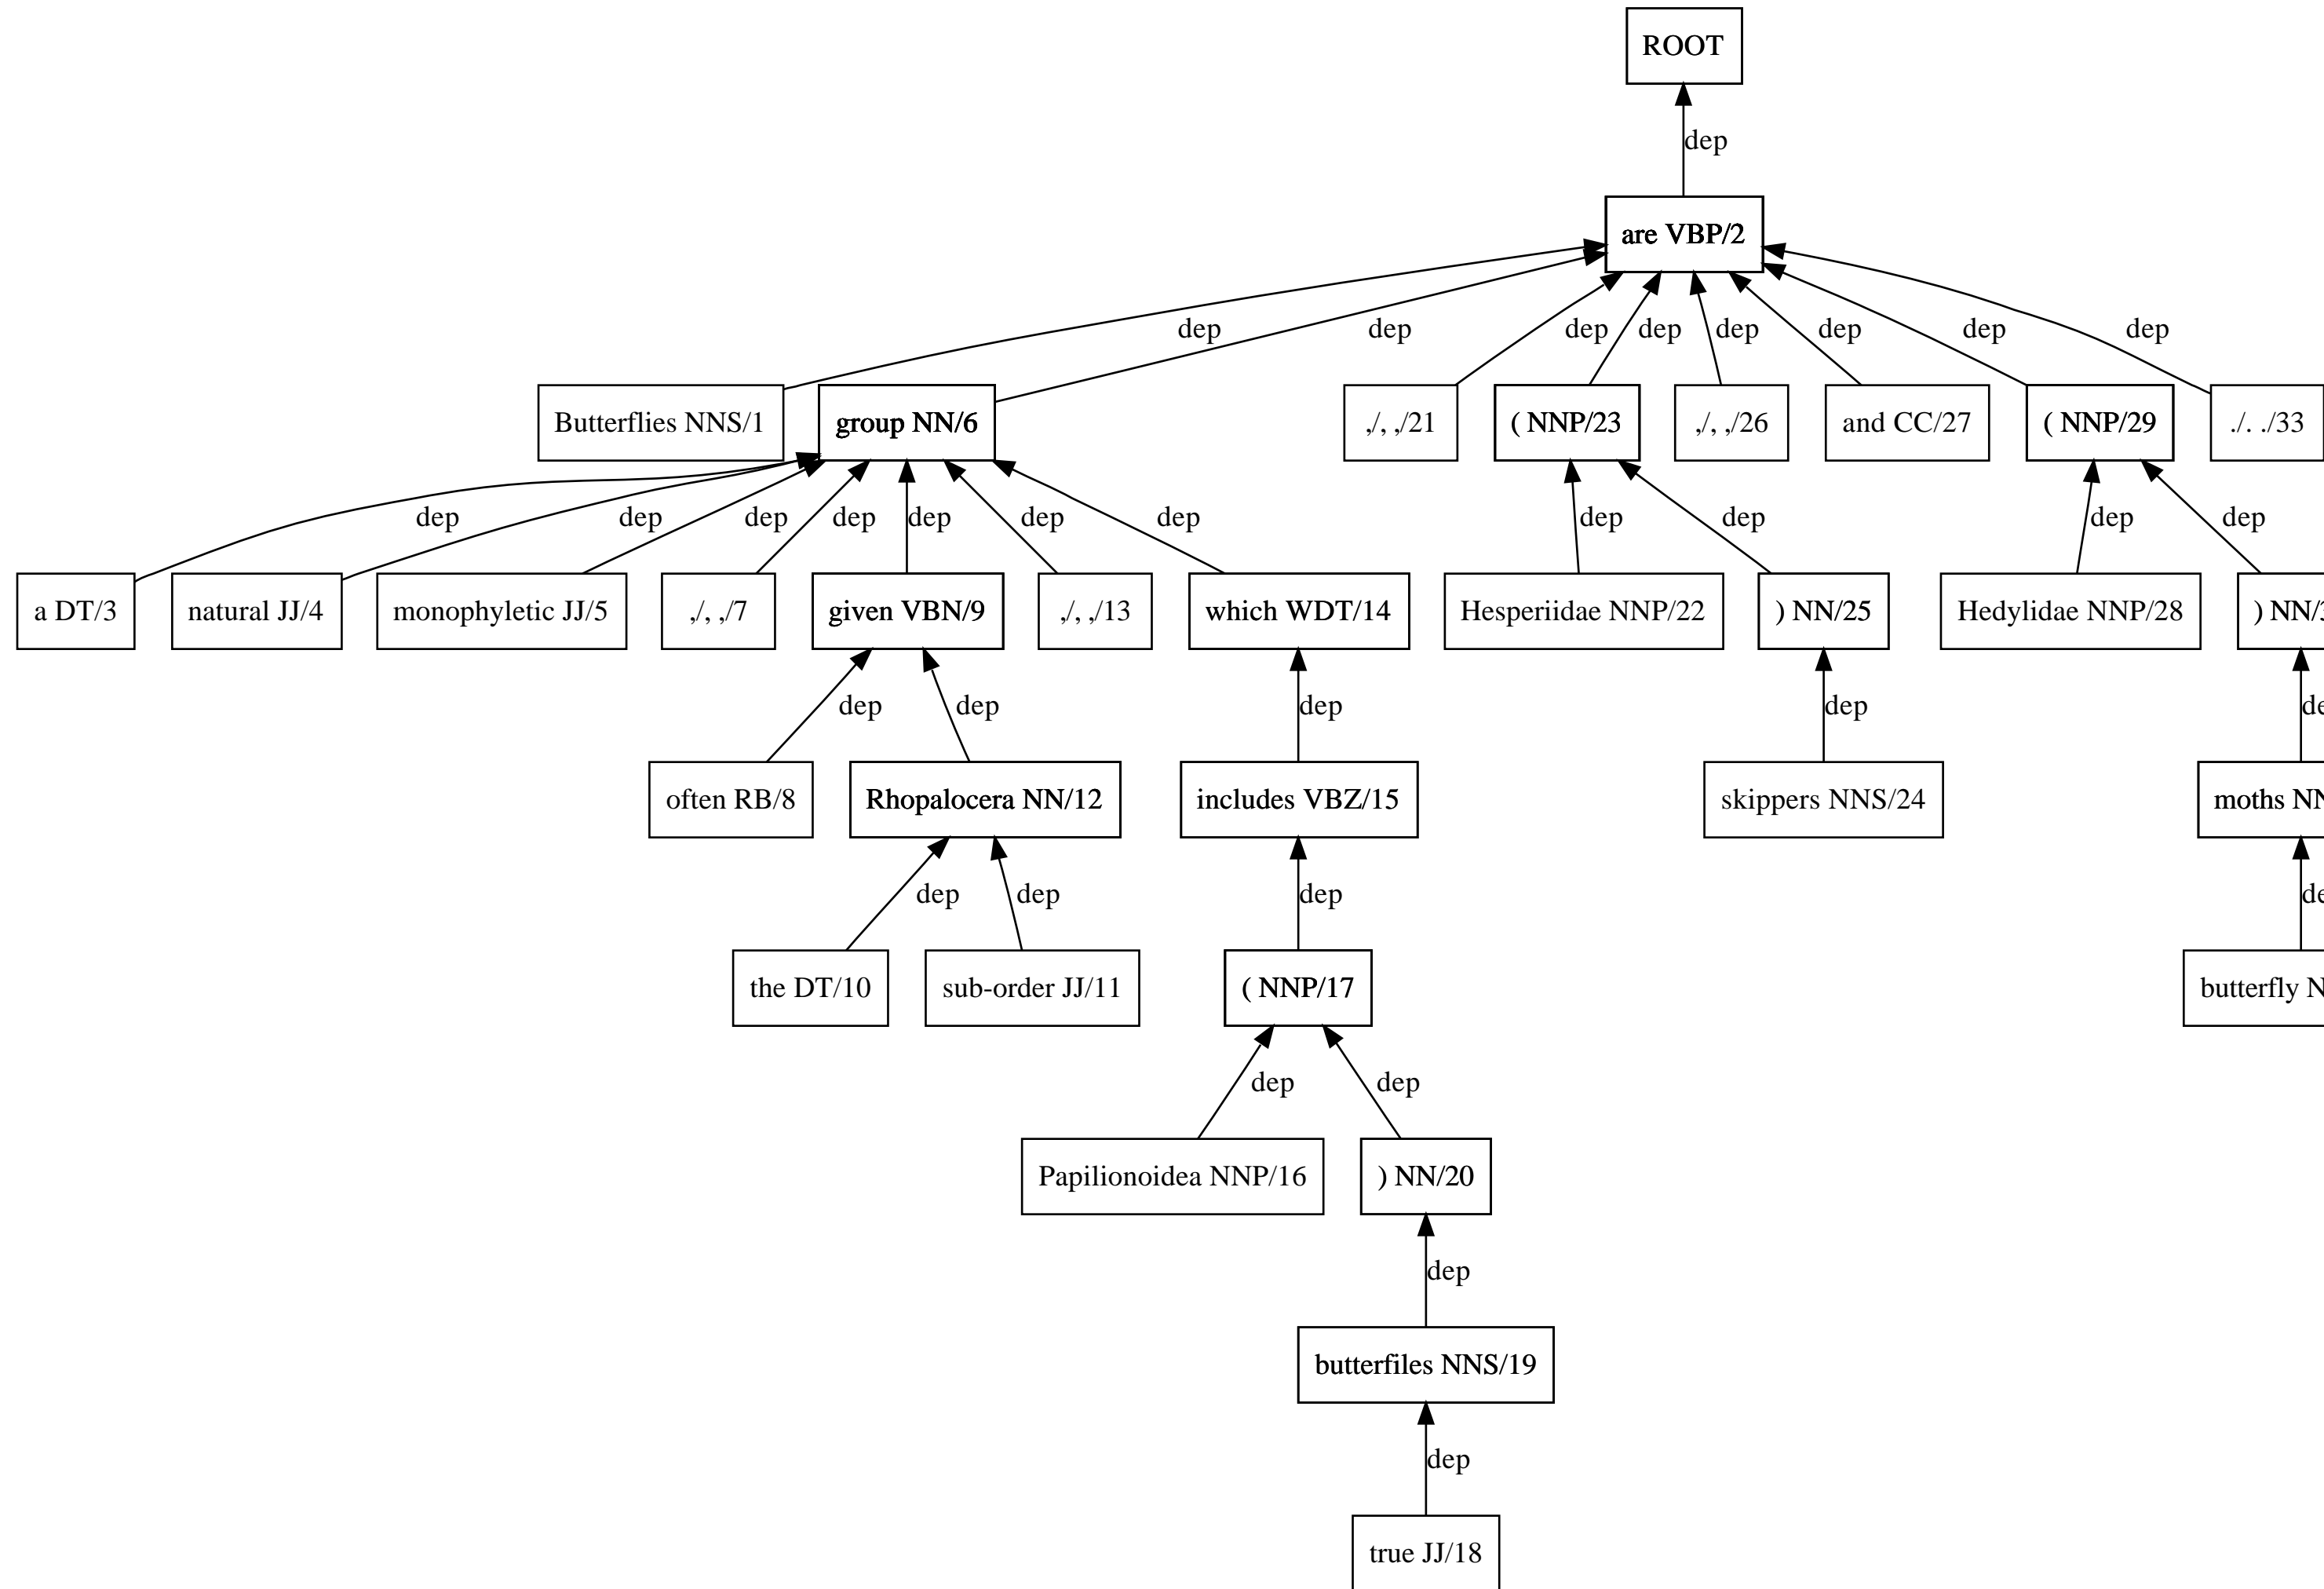 ROOT
dep
are VBP/2
dep dep dep dep dep dep dep dep
Butterflies NNS/1 group NN/6 ,/, ,/21 ( NNP/23 ,/, ,/26 and CC/27 ( NNP/29 ./. ./33
dep dep dep dep dep dep dep dep dep dep dep
a DT/3 natural JJ/4 monophyletic JJ/5 ,/, ,/7 given VBN/9 ,/, ,/13 which WDT/14 Hesperiidae NNP/22 ) NN/25 Hedylidae NNP/28 ) NN/
dep dep dep dep
often RB/8 Rhopalocera NN/12 includes VBZ/15 skippers NNS/24 moths
dep dep dep
the DT/10 sub-order JJ/11 ( NNP/17 butterfly
dep dep
Papilionoidea NNP/16 ) NN/20
dep
butterfiles NNS/19
dep
true JJ/18